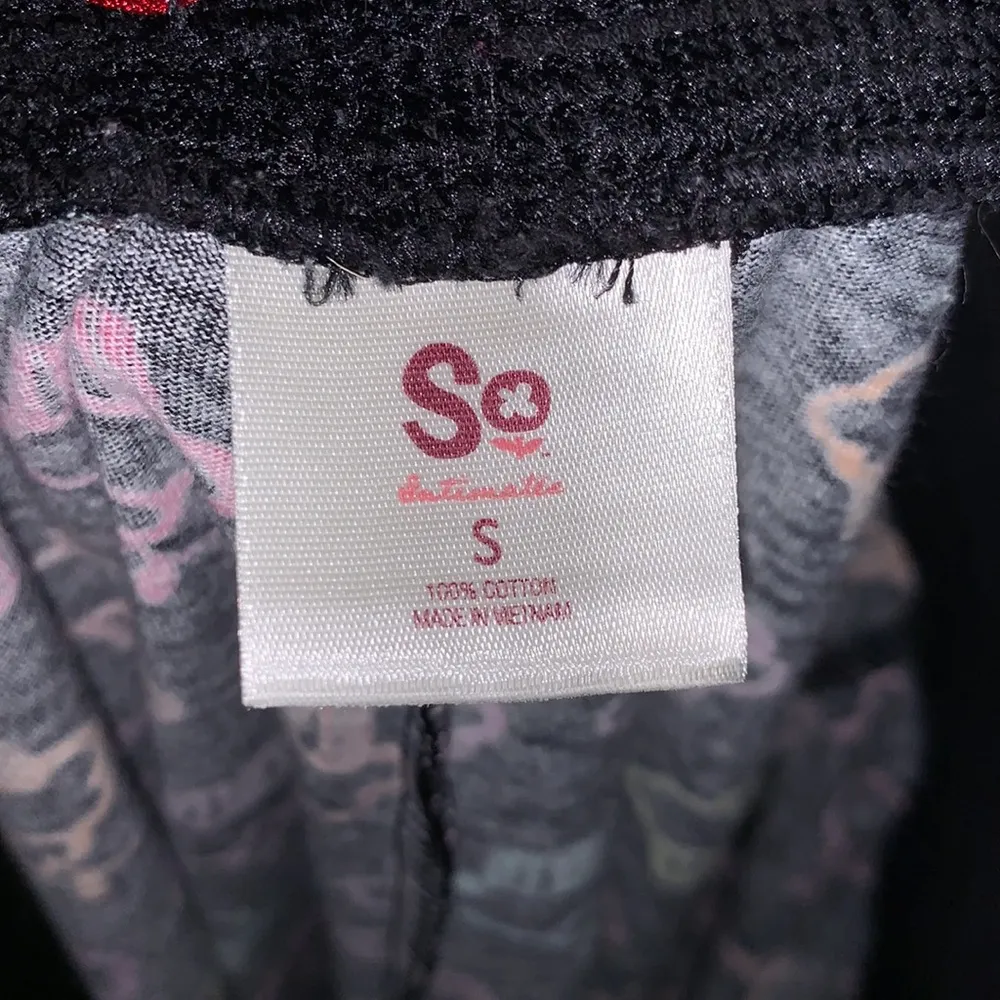 So
Intimates
S
100% COTTON
MADE IN VIETNAM